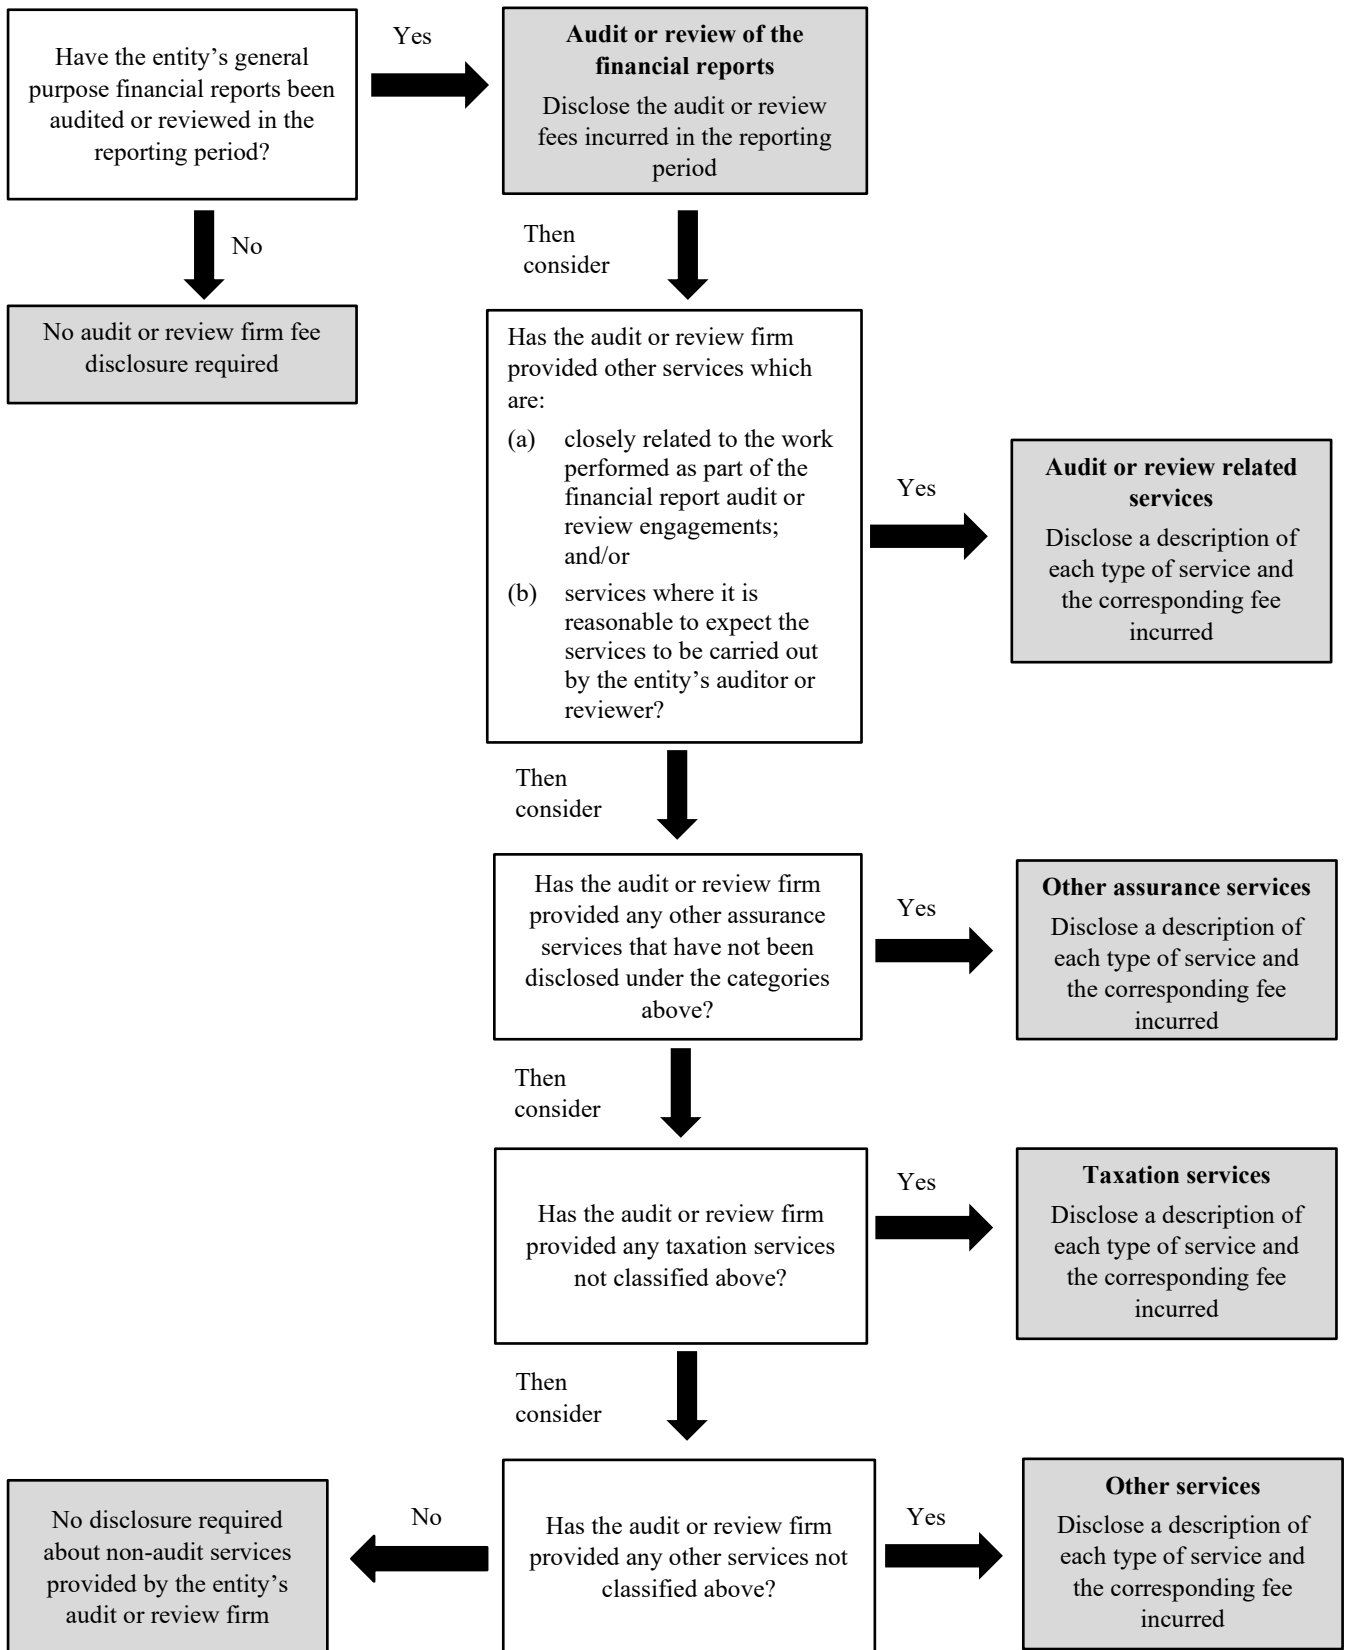 Have the entity’s general
purpose financial reports been
audited or reviewed in the
reporting period?
Yes
Audit or review of the
financial reports
Disclose the audit or review
fees incurred in the reporting
period
No
Then
consider
No audit or review firm fee
disclosure required
Has the audit or review firm
provided other services which
are:
(a) closely related to the work
performed as part of the
financial report audit or
review engagements;
and/or
(b) services where it is
reasonable to expect the
services to be carried out
by the entity’s auditor or
reviewer?
Yes
Audit or review related
services
Disclose a description of
each type of service and
the corresponding fee
incurred
Then
consider
Has the audit or review firm
provided any other assurance
services that have not been
disclosed under the categories
above?
Yes
Other assurance services
Disclose a description of
each type of service and
the corresponding fee
incurred
Then
consider
Has the audit or review firm
provided any taxation services
not classified above?
Yes
Taxation services
Disclose a description of
each type of service and
the corresponding fee
incurred
Then
consider
Has the audit or review firm
provided any other services not
classified above?
No
No disclosure required
about non-audit services
provided by the entity’s
audit or review firm
Yes
Other services
Disclose a description of
each type of service and
the corresponding fee
incurred